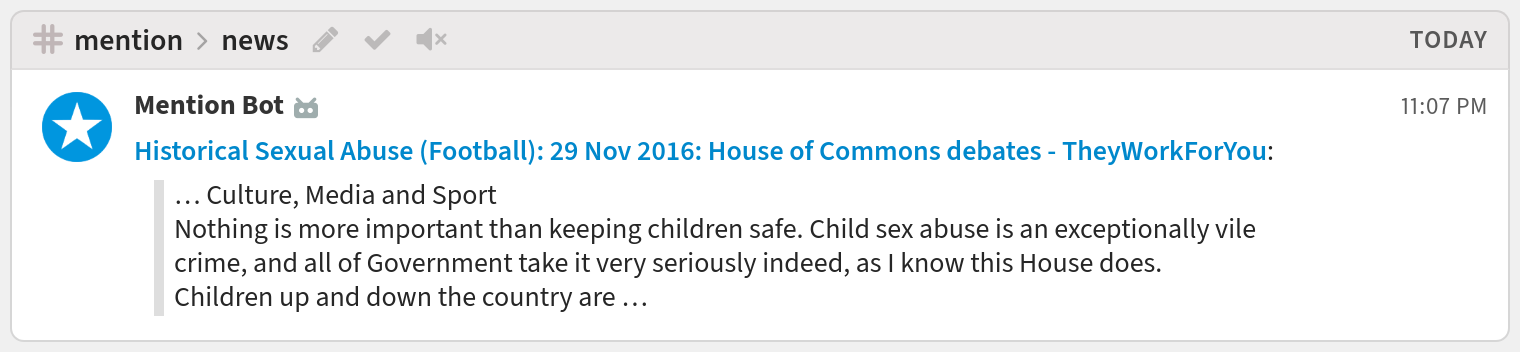 mention > news
TODAY
Mention Bot
11:07 PM
Historical Sexual Abuse (Football): 29 Nov 2016: House of Commons debates - TheyWorkForYou:
… Culture, Media and Sport
Nothing is more important than keeping children safe. Child sex abuse is an exceptionally vile
crime, and all of Government take it very seriously indeed, as I know this House does.
Children up and down the country are …